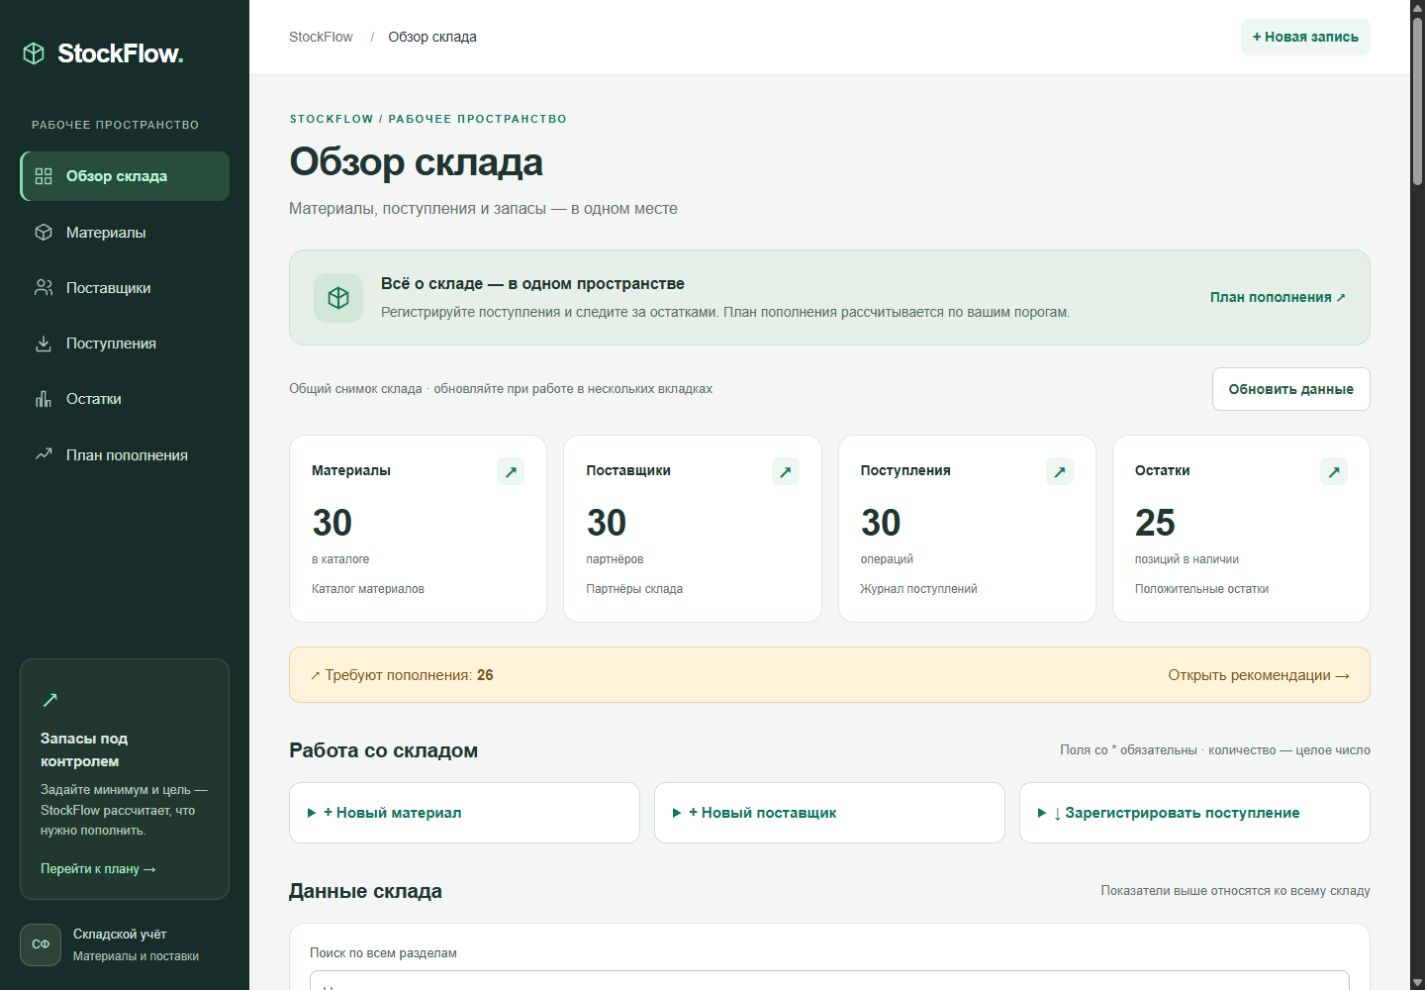 StockFlow.
РАБОЧЕЕ ПРОСТРАНСТВО
Обзор склада
Материалы
Поставщики
Поступления
Остатки
План пополнения
↗
Запасы под
контролем
Задайте минимум и цель —
StockFlow рассчитает, что
нужно пополнить.
Перейти к плану →
СФ
Складской учёт
Материалы и поставки
StockFlow / Обзор склада
+ Новая запись
STOCKFLOW / РАБОЧЕЕ ПРОСТРАНСТВО
Обзор склада
Материалы, поступления и запасы — в одном месте
Всё о складе — в одном пространстве
Регистрируйте поступления и следите за остатками. План пополнения рассчитывается по вашим порогам.
План пополнения ↗
Общий снимок склада · обновляйте при работе в нескольких вкладках
Обновить данные
Материалы ↗
30
в каталоге
Каталог материалов
Поставщики ↗
30
партнёров
Партнёры склада
Поступления ↗
30
операций
Журнал поступлений
Остатки ↗
25
позиций в наличии
Положительные остатки
↗ Требуют пополнения: 26
Открыть рекомендации →
Работа со складом
Поля со * обязательны · количество — целое число
▶ + Новый материал
▶ + Новый поставщик
▶ ↓ Зарегистрировать поступление
Данные склада
Показатели выше относятся ко всему складу
Поиск по всем разделам